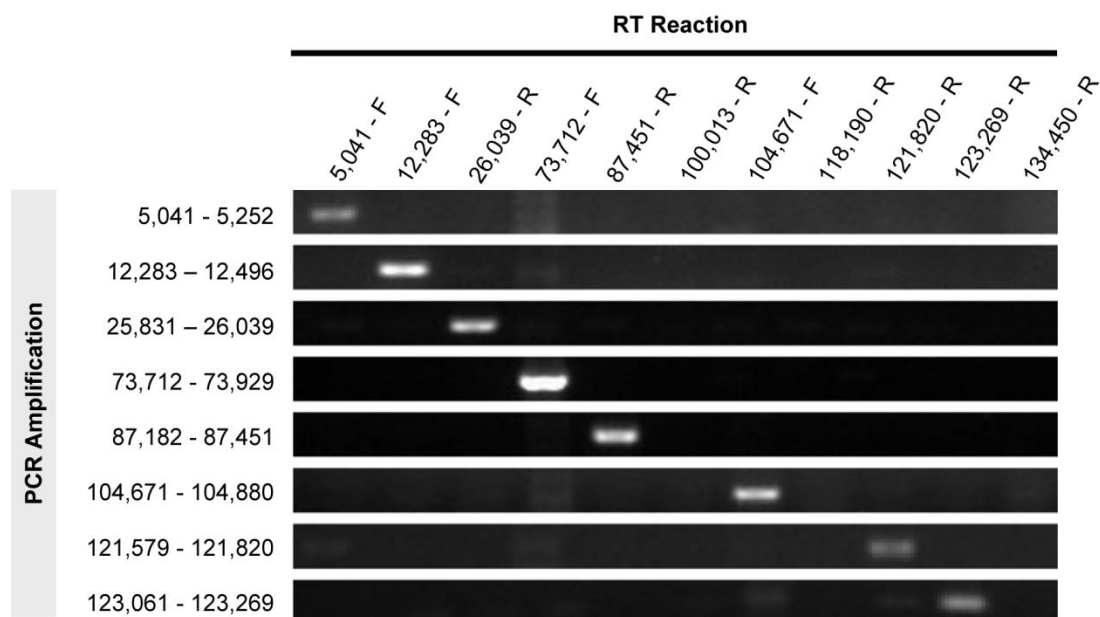 RT Reaction
5,041 - F
12,283 - F
26,039 - R
73,712 - F
87,451 - R
100,013 - R
104,671 - F
118,190 - R
121,820 - R
123,269 - R
134,450 - R
PCR Amplification
5,041 - 5,252
12,283 – 12,496
25,831 – 26,039
73,712 - 73,929
87,182 - 87,451
104,671 - 104,880
121,579 - 121,820
123,061 - 123,269